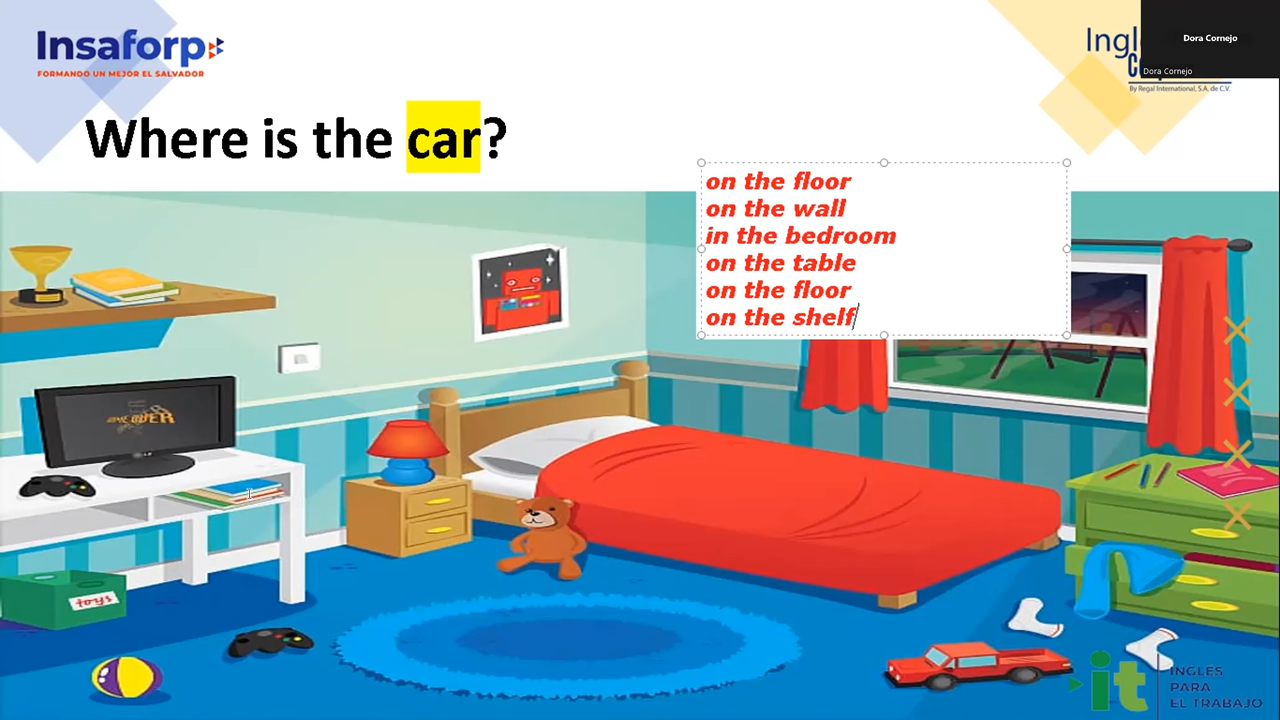 Insaforp
FORMANDO UN MEJOR EL SALVADOR
Dora Cornejo
Dora Cornejo
By Regal International, S.A. de C.V.
Where is the car?
on the floor
on the wall
in the bedroom
on the table
on the floor
on the shelf
toys
it
INGLES
PARA
EL TRABAJO